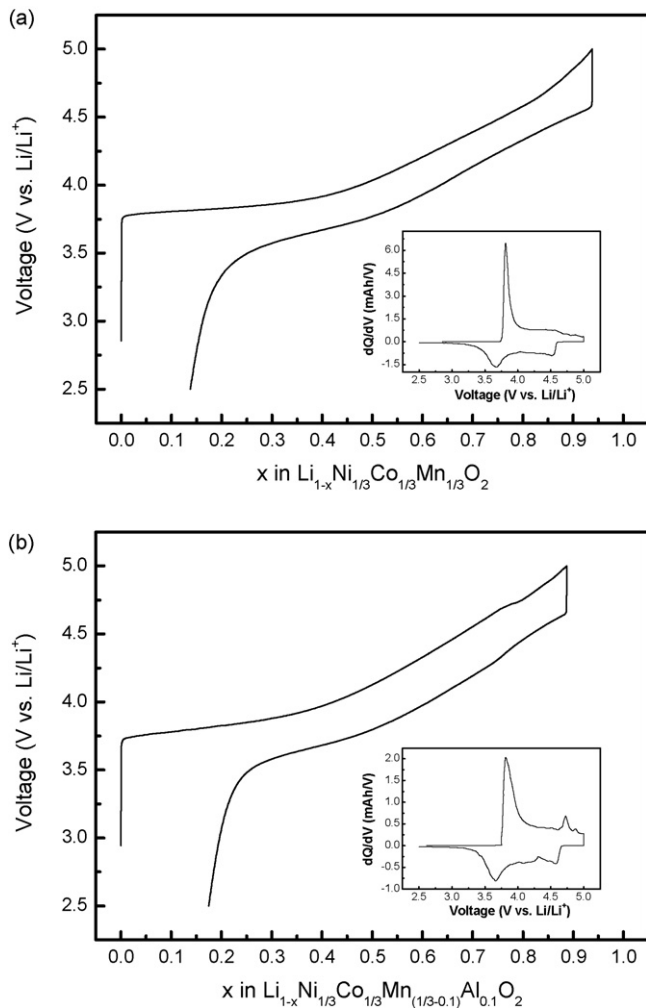 (a)
5.0
4.5
4.0
3.5
3.0
2.5
Voltage (V vs. Li/Li⁺)
0.0 0.1 0.2 0.3 0.4 0.5 0.6 0.7 0.8 0.9 1.0
x in Li₁₋ₓNi₁/₃Co₁/₃Mn₁/₃O₂
6.0
4.5
3.0
1.5
0.0
-1.5
dQ/dV (mAh/V)
2.5 3.0 3.5 4.0 4.5 5.0
Voltage (V vs. Li/Li⁺)
(b)
5.0
4.5
4.0
3.5
3.0
2.5
Voltage (V vs. Li/Li⁺)
0.0 0.1 0.2 0.3 0.4 0.5 0.6 0.7 0.8 0.9 1.0
x in Li₁₋ₓNi₁/₃Co₁/₃Mn₍₁/₃₋₀.₁₎Al₀.₁O₂
2.0
1.5
1.0
0.5
0.0
-0.5
-1.0
dQ/dV (mAh/V)
2.5 3.0 3.5 4.0 4.5 5.0
Voltage (V vs. Li/Li⁺)